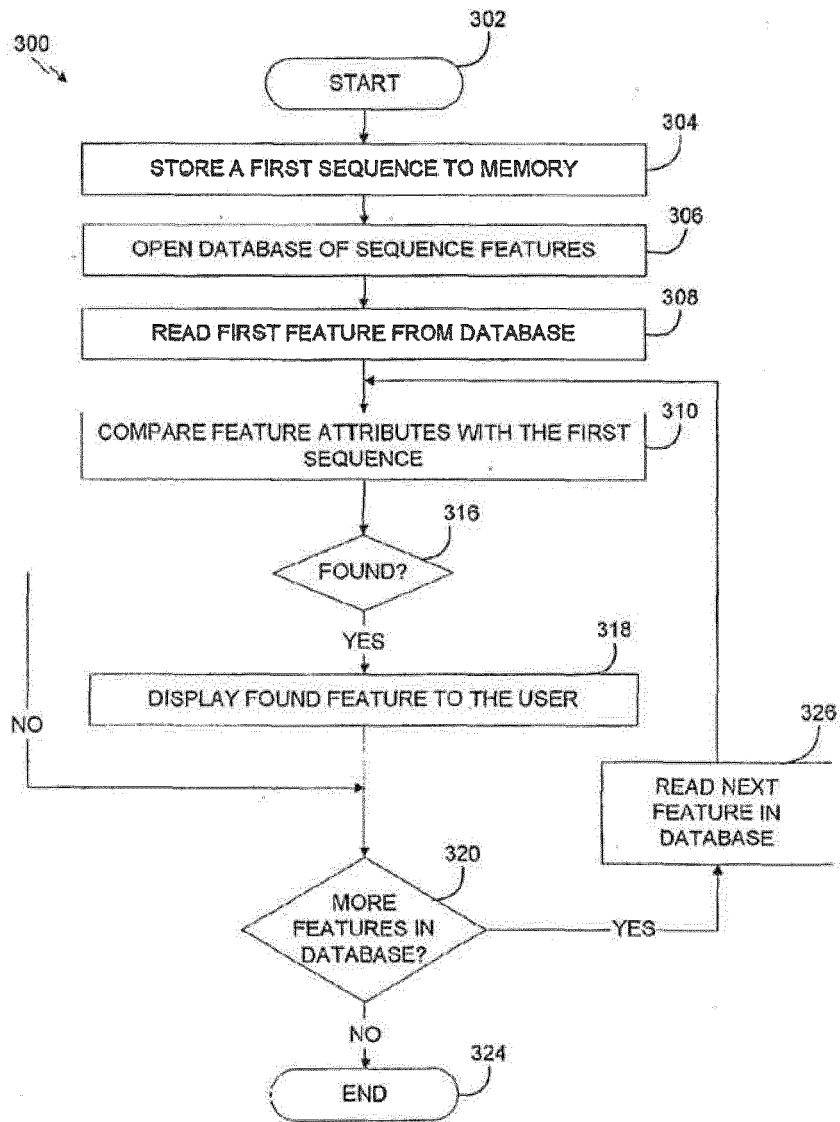 300
302
START
304
STORE A FIRST SEQUENCE TO MEMORY
306
OPEN DATABASE OF SEQUENCE FEATURES
308
READ FIRST FEATURE FROM DATABASE
310
COMPARE FEATURE ATTRIBUTES WITH THE FIRST
SEQUENCE
316
FOUND?
YES
318
DISPLAY FOUND FEATURE TO THE USER
NO
326
READ NEXT
FEATURE IN
DATABASE
320
MORE
FEATURES IN
DATABASE?
YES
NO
324
END